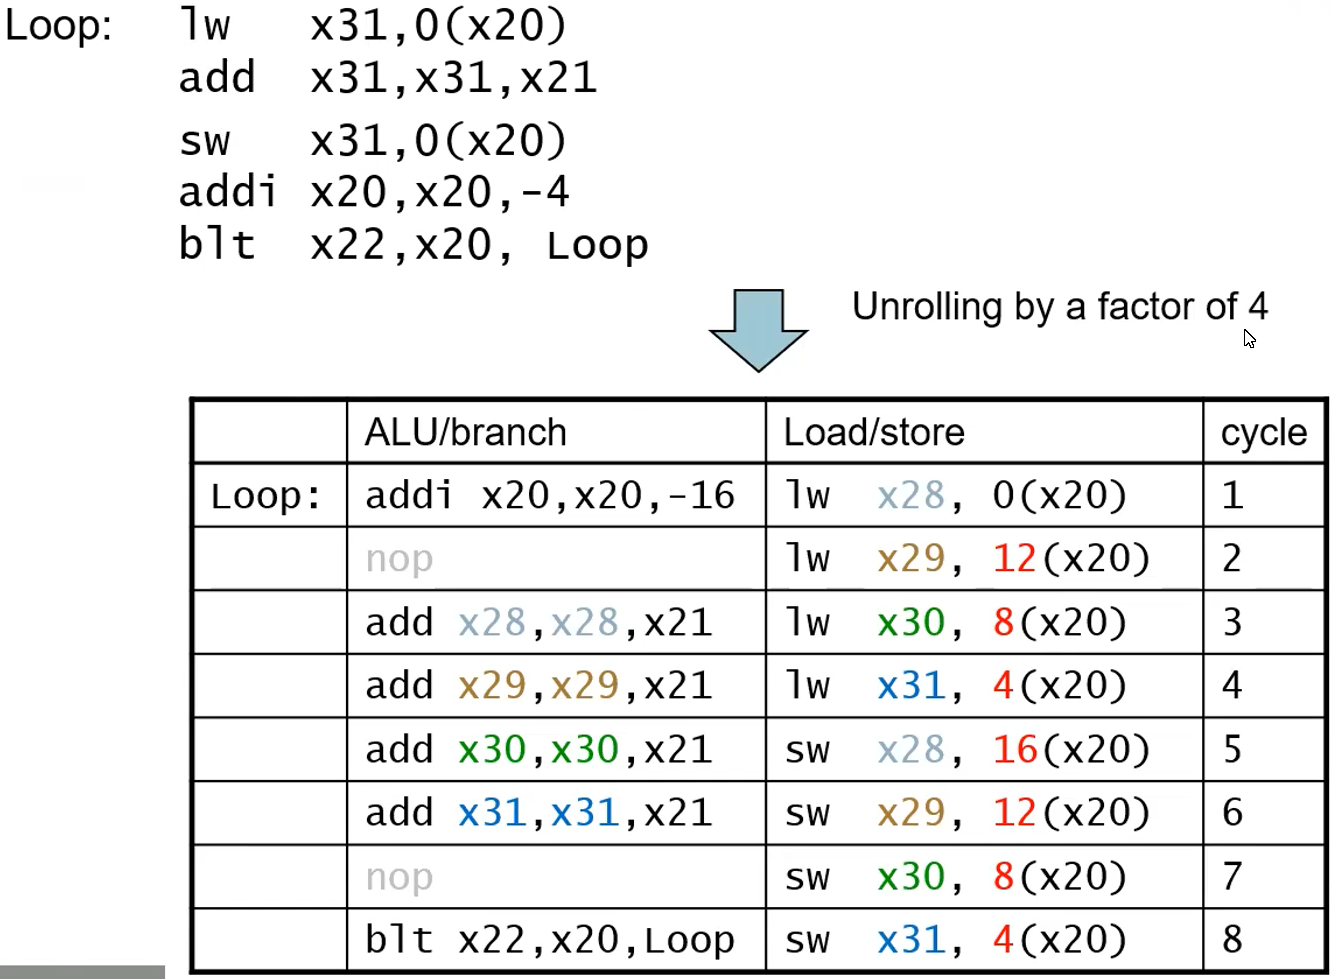 Loop: lw x31,0(x20)
add x31,x31,x21
sw x31,0(x20)
addi x20,x20,-4
blt x22,x20, Loop
Unrolling by a factor of 4
ALU/branch Load/store cycle
Loop: addi x20,x20,-16 lw x28, 0(x20) 1
nop lw x29, 12(x20) 2
add x28,x28,x21 lw x30, 8(x20) 3
add x29,x29,x21 lw x31, 4(x20) 4
add x30,x30,x21 sw x28, 16(x20) 5
add x31,x31,x21 sw x29, 12(x20) 6
nop sw x30, 8(x20) 7
blt x22,x20,Loop sw x31, 4(x20) 8